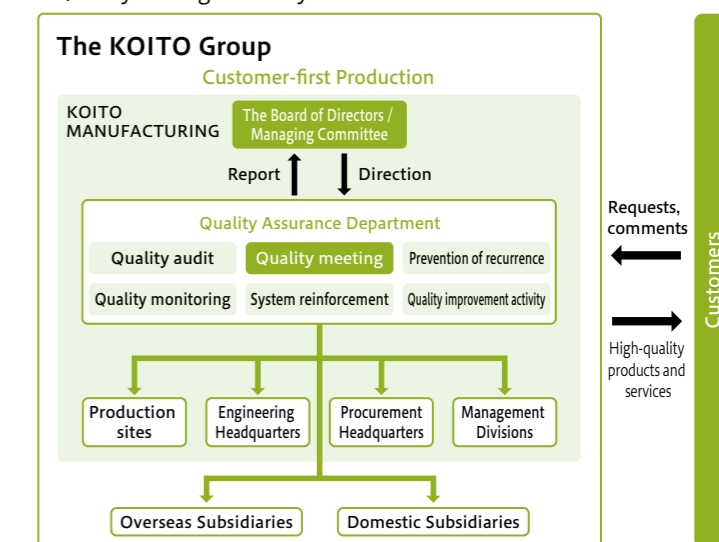 The KOITO Group
Customer-first Production
KOITO
MANUFACTURING
The Board of Directors /
Managing Committee
Report
Direction
Quality Assurance Department
Quality audit
Quality meeting
Prevention of recurrence
Quality monitoring
System reinforcement
Quality improvement activity
Production
sites
Engineering
Headquarters
Procurement
Headquarters
Management
Divisions
Overseas Subsidiaries
Domestic Subsidiaries
Requests,
comments
High-quality
products and
services
Customers